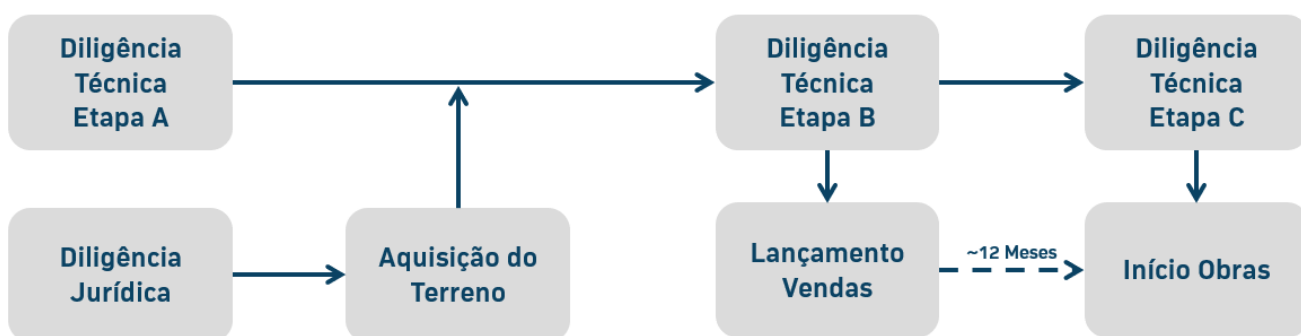 Diligência
Técnica
Etapa A
Diligência
Técnica
Etapa B
Diligência
Técnica
Etapa C
Diligência
Jurídica
Aquisição do
Terreno
Lançamento
Vendas
~12 Meses
Início Obras